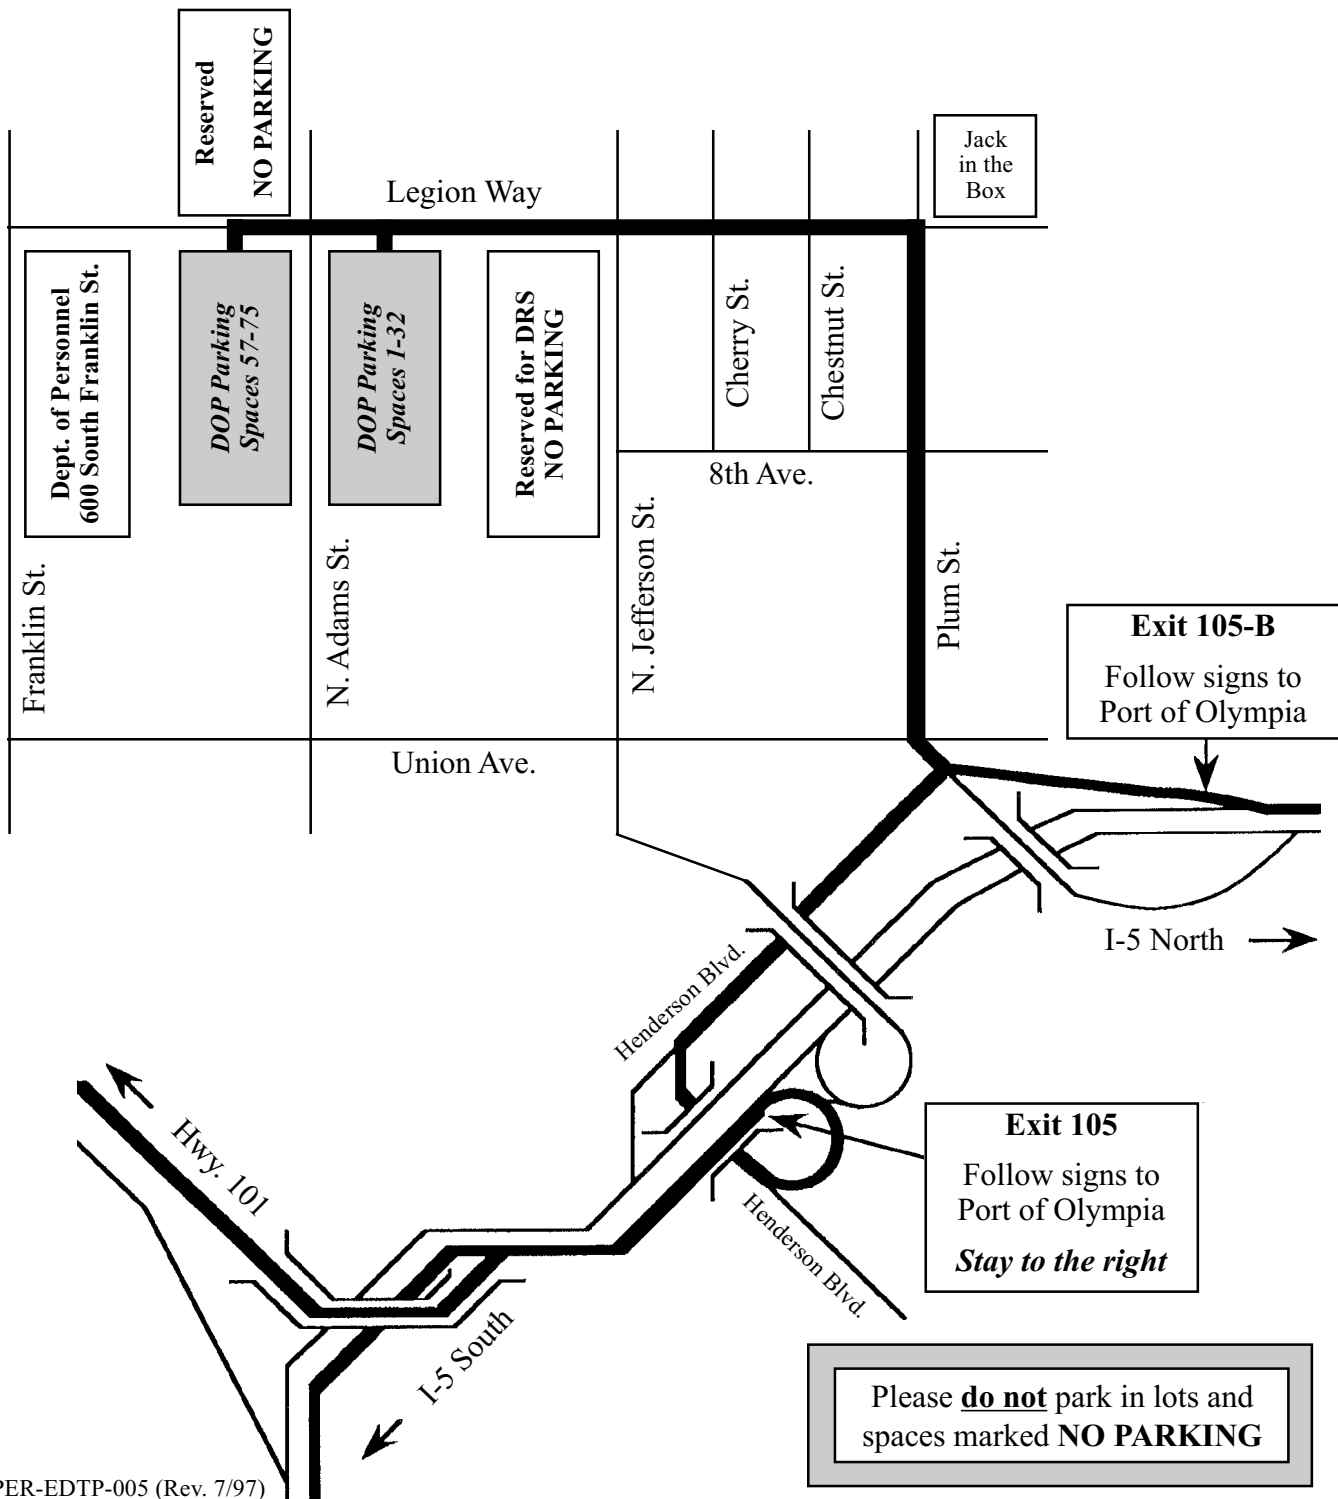 Reserved
NO PARKING
Jack
in the
Box
Legion Way
Dept. of Personnel
600 South Franklin St.
DOP Parking
Spaces 57-75
DOP Parking
Spaces 1-32
Reserved for DRS
NO PARKING
Cherry St.
Chestnut St.
8th Ave.
Franklin St.
N. Adams St.
N. Jefferson St.
Plum St.
Union Ave.
Exit 105-B
Follow signs to
Port of Olympia
I-5 North
Henderson Blvd.
Hwy. 101
Exit 105
Follow signs to
Port of Olympia
Stay to the right
Henderson Blvd.
I-5 South
Please do not park in lots and
spaces marked NO PARKING
PER-EDTP-005 (Rev. 7/97)